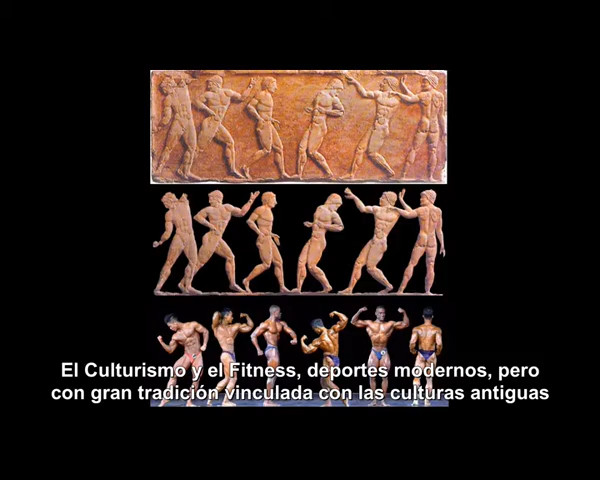 El Culturismo y el Fitness, deportes modernos, pero
con gran tradición vinculada con las culturas antiguas